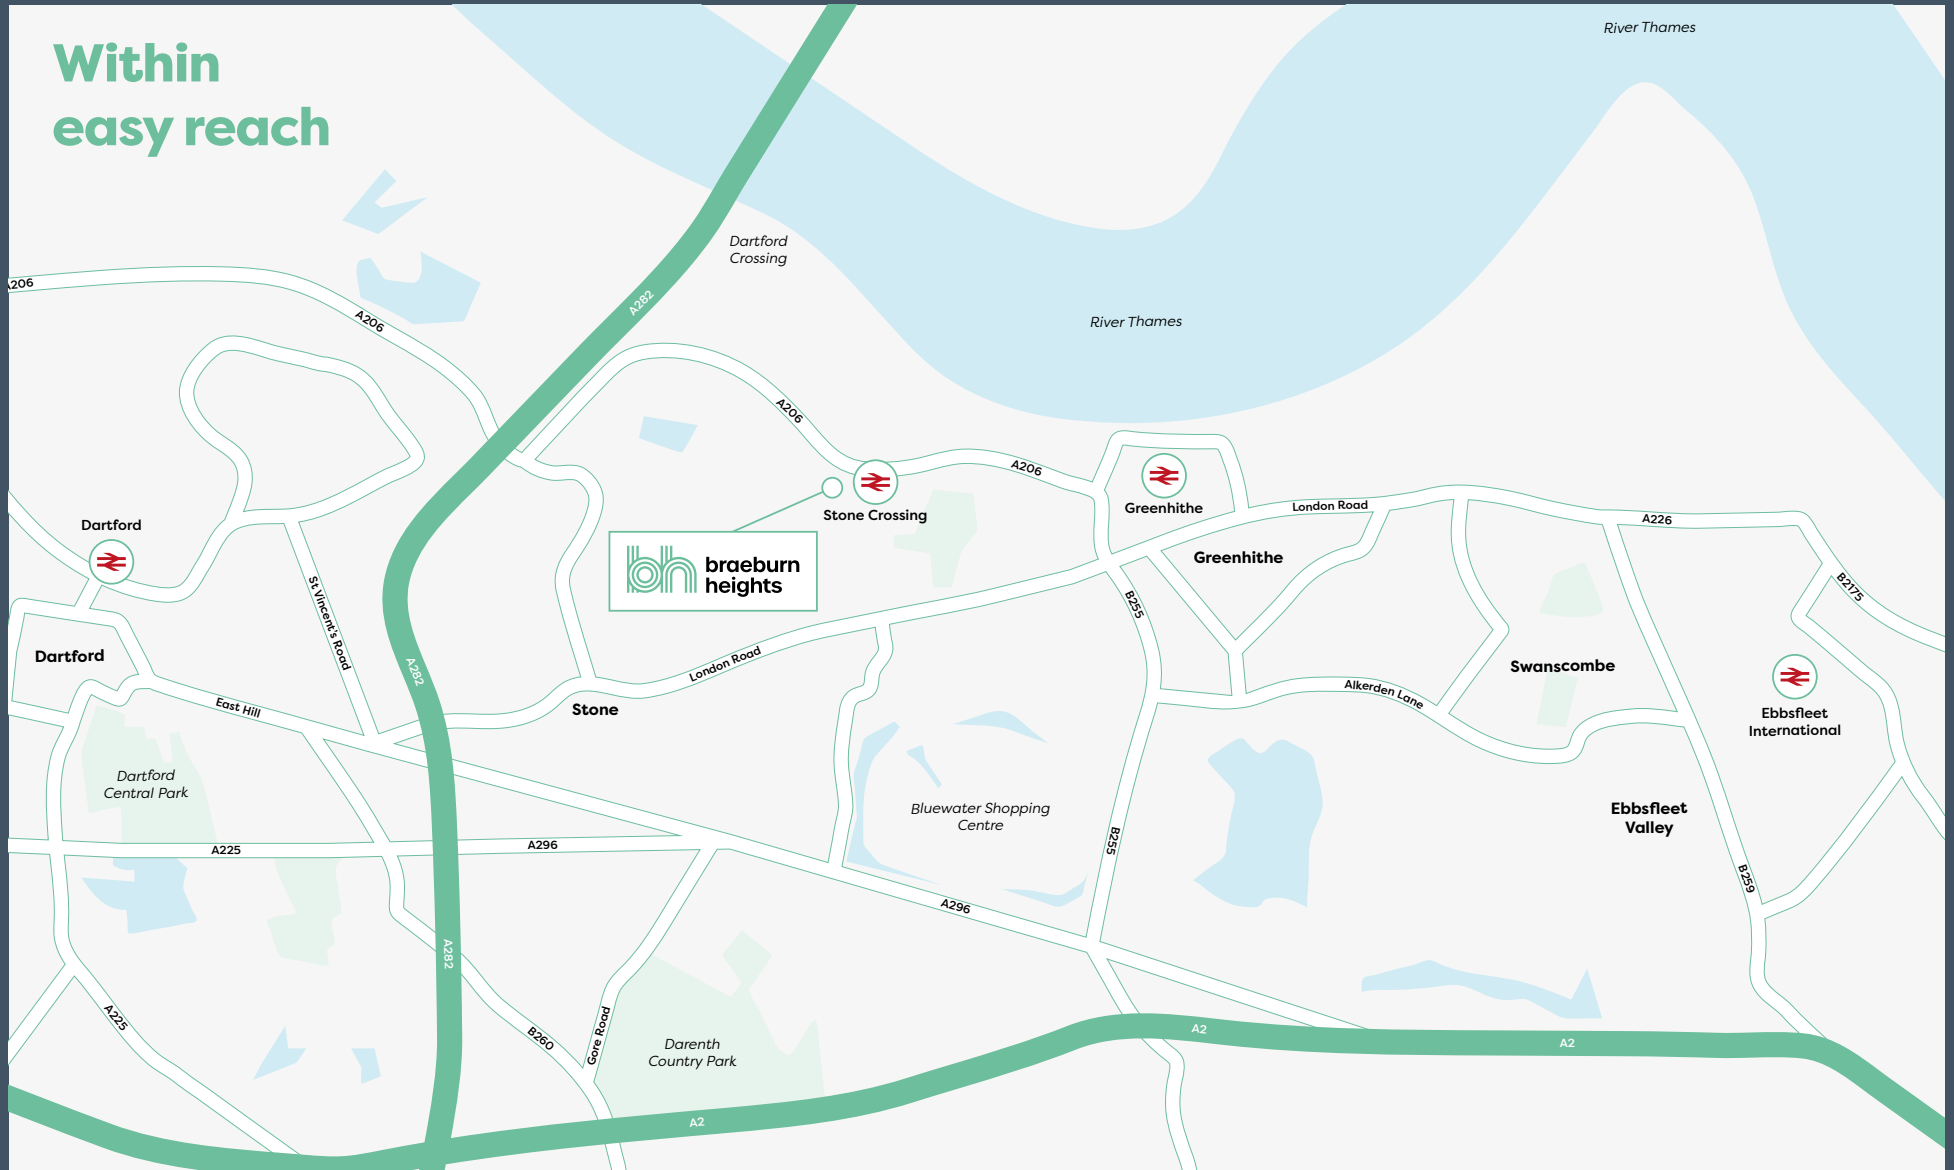 Within
easy reach
River Thames
Dartford
Crossing
A206
A282
A206
River Thames
A206
A206
Stone Crossing
Greenhithe
London Road
A226
Greenhithe
Dartford
bh braeburn
heights
St Vincent's Road
B255
B2175
Dartford
A282
London Road
Swanscombe
Alkerden Lane
East Hill
Stone
Ebbsfleet
International
Dartford
Central Park
Bluewater Shopping
Centre
Ebbsfleet
Valley
A225
A296
B255
B259
A296
A282
A225
B260
Gore Road
Darenth
Country Park
A2
A2
A2